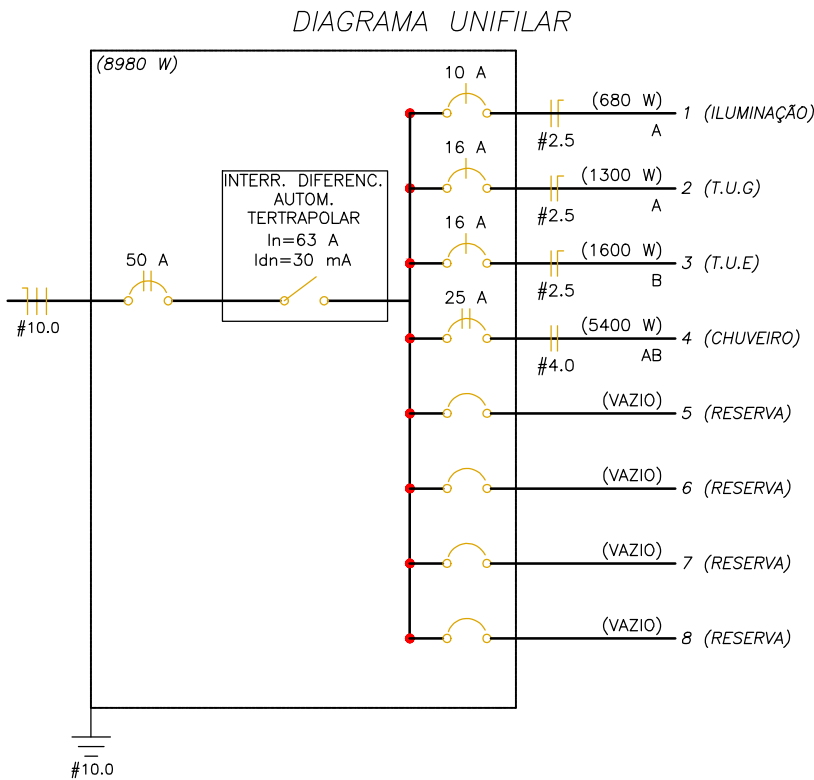 DIAGRAMA UNIFILAR
(8980 W)
10 A
(680 W)
1 (ILUMINAÇÃO)
#2.5
A
16 A
(1300 W)
2 (T.U.G)
#2.5
A
INTERR. DIFERENC.
AUTOM.
TERTRAPOLAR
In=63 A
Idn=30 mA
16 A
(1600 W)
3 (T.U.E)
#2.5
B
50 A
#10.0
25 A
(5400 W)
4 (CHUVEIRO)
#4.0
AB
(VAZIO)
5 (RESERVA)
(VAZIO)
6 (RESERVA)
(VAZIO)
7 (RESERVA)
(VAZIO)
8 (RESERVA)
#10.0